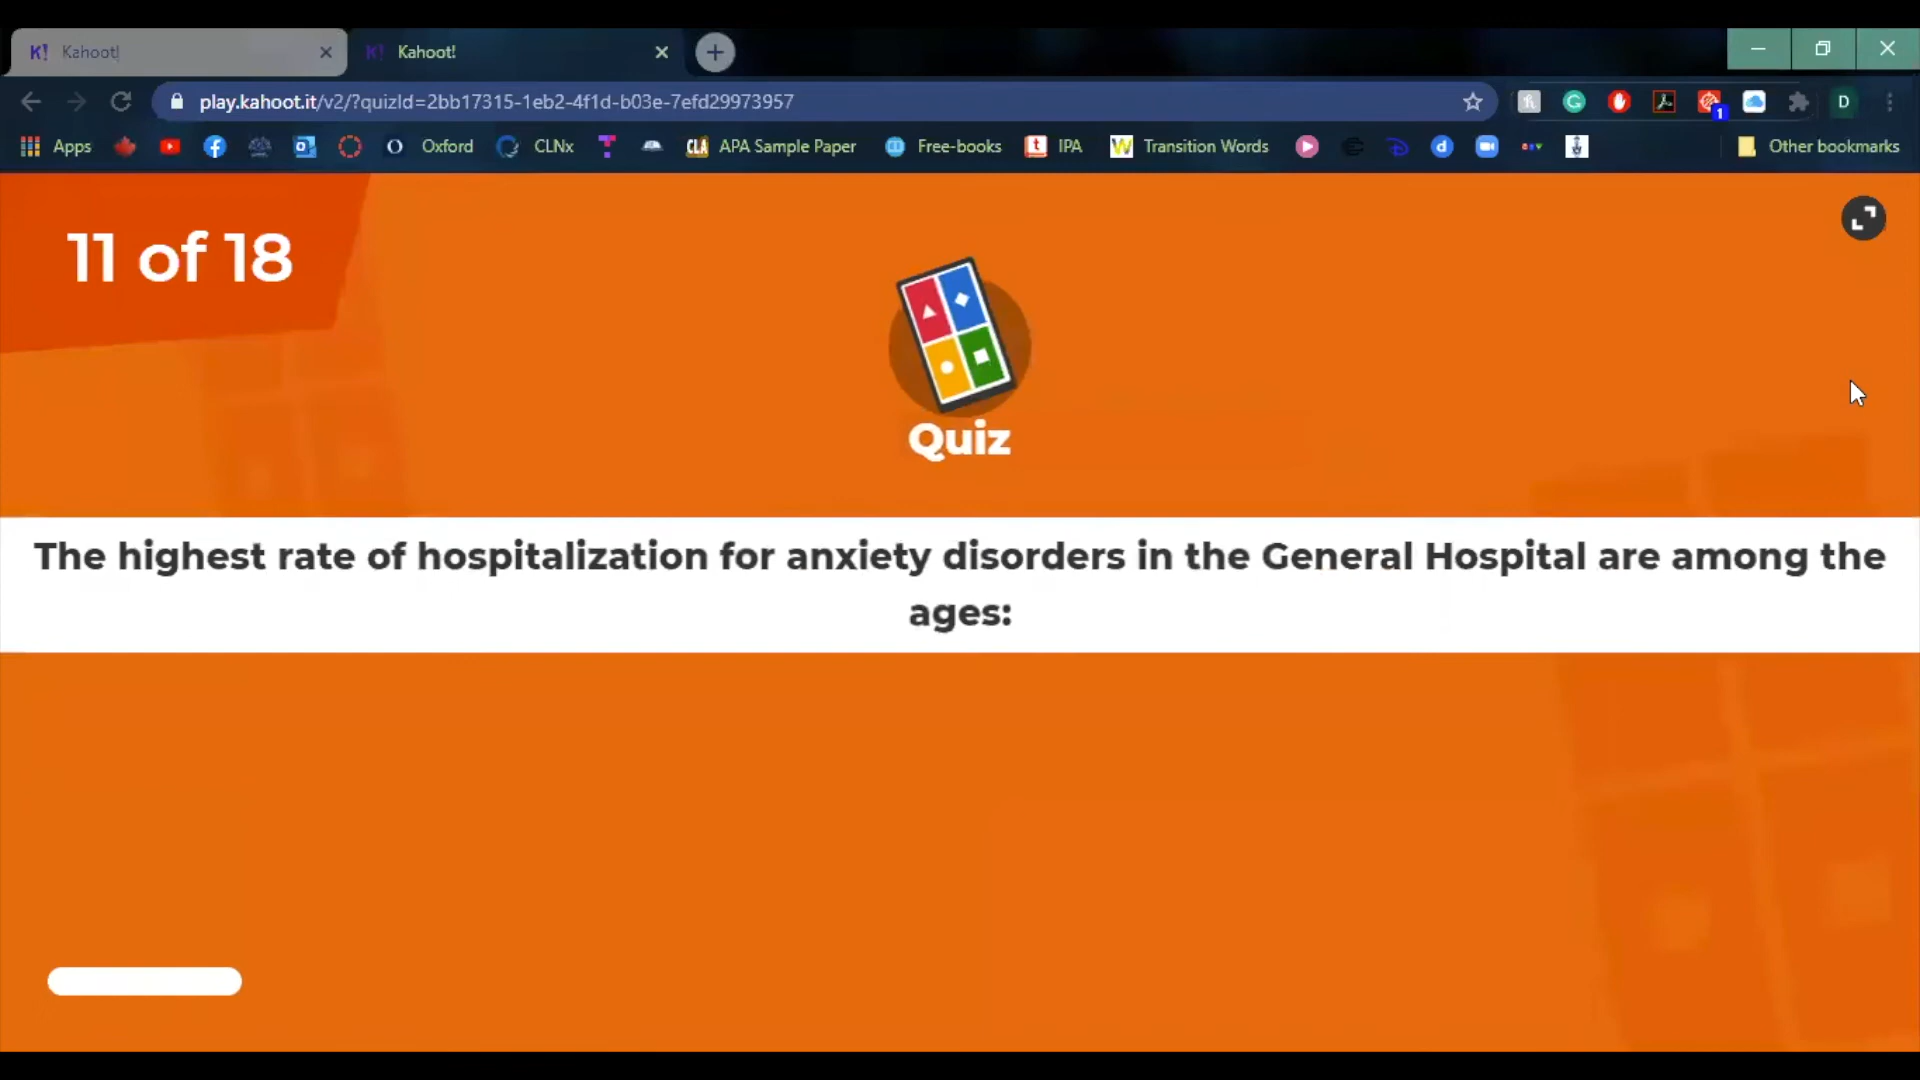 K! Kahoot!
K! Kahoot!
play.kahoot.it/v2/?quizId=2bb17315-1eb2-4f1d-b03e-7efd29973957
1
D
Apps
Oxford
CLNx
CLA APA Sample Paper
Free-books
t IPA
W Transition Words
d
Other bookmarks
11 of 18
Quiz
The highest rate of hospitalization for anxiety disorders in the General Hospital are among the
ages: